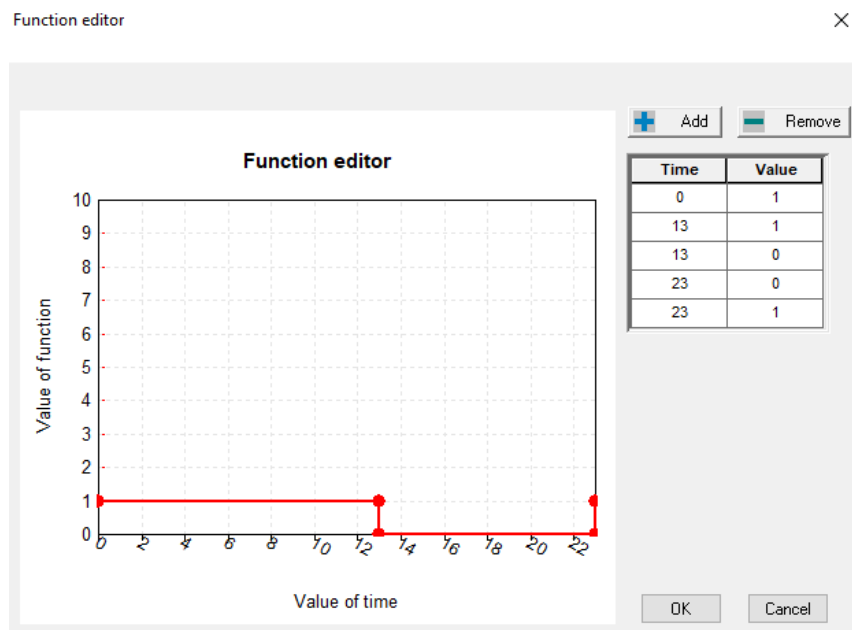 Function editor
Add Remove
Function editor
Time Value
0 1
13 1
13 0
23 0
23 1
10
9
8
7
6
5
4
3
2
1
0
Value of function
0 2 4 6 8 10 12 14 16 18 20 22
Value of time
OK Cancel